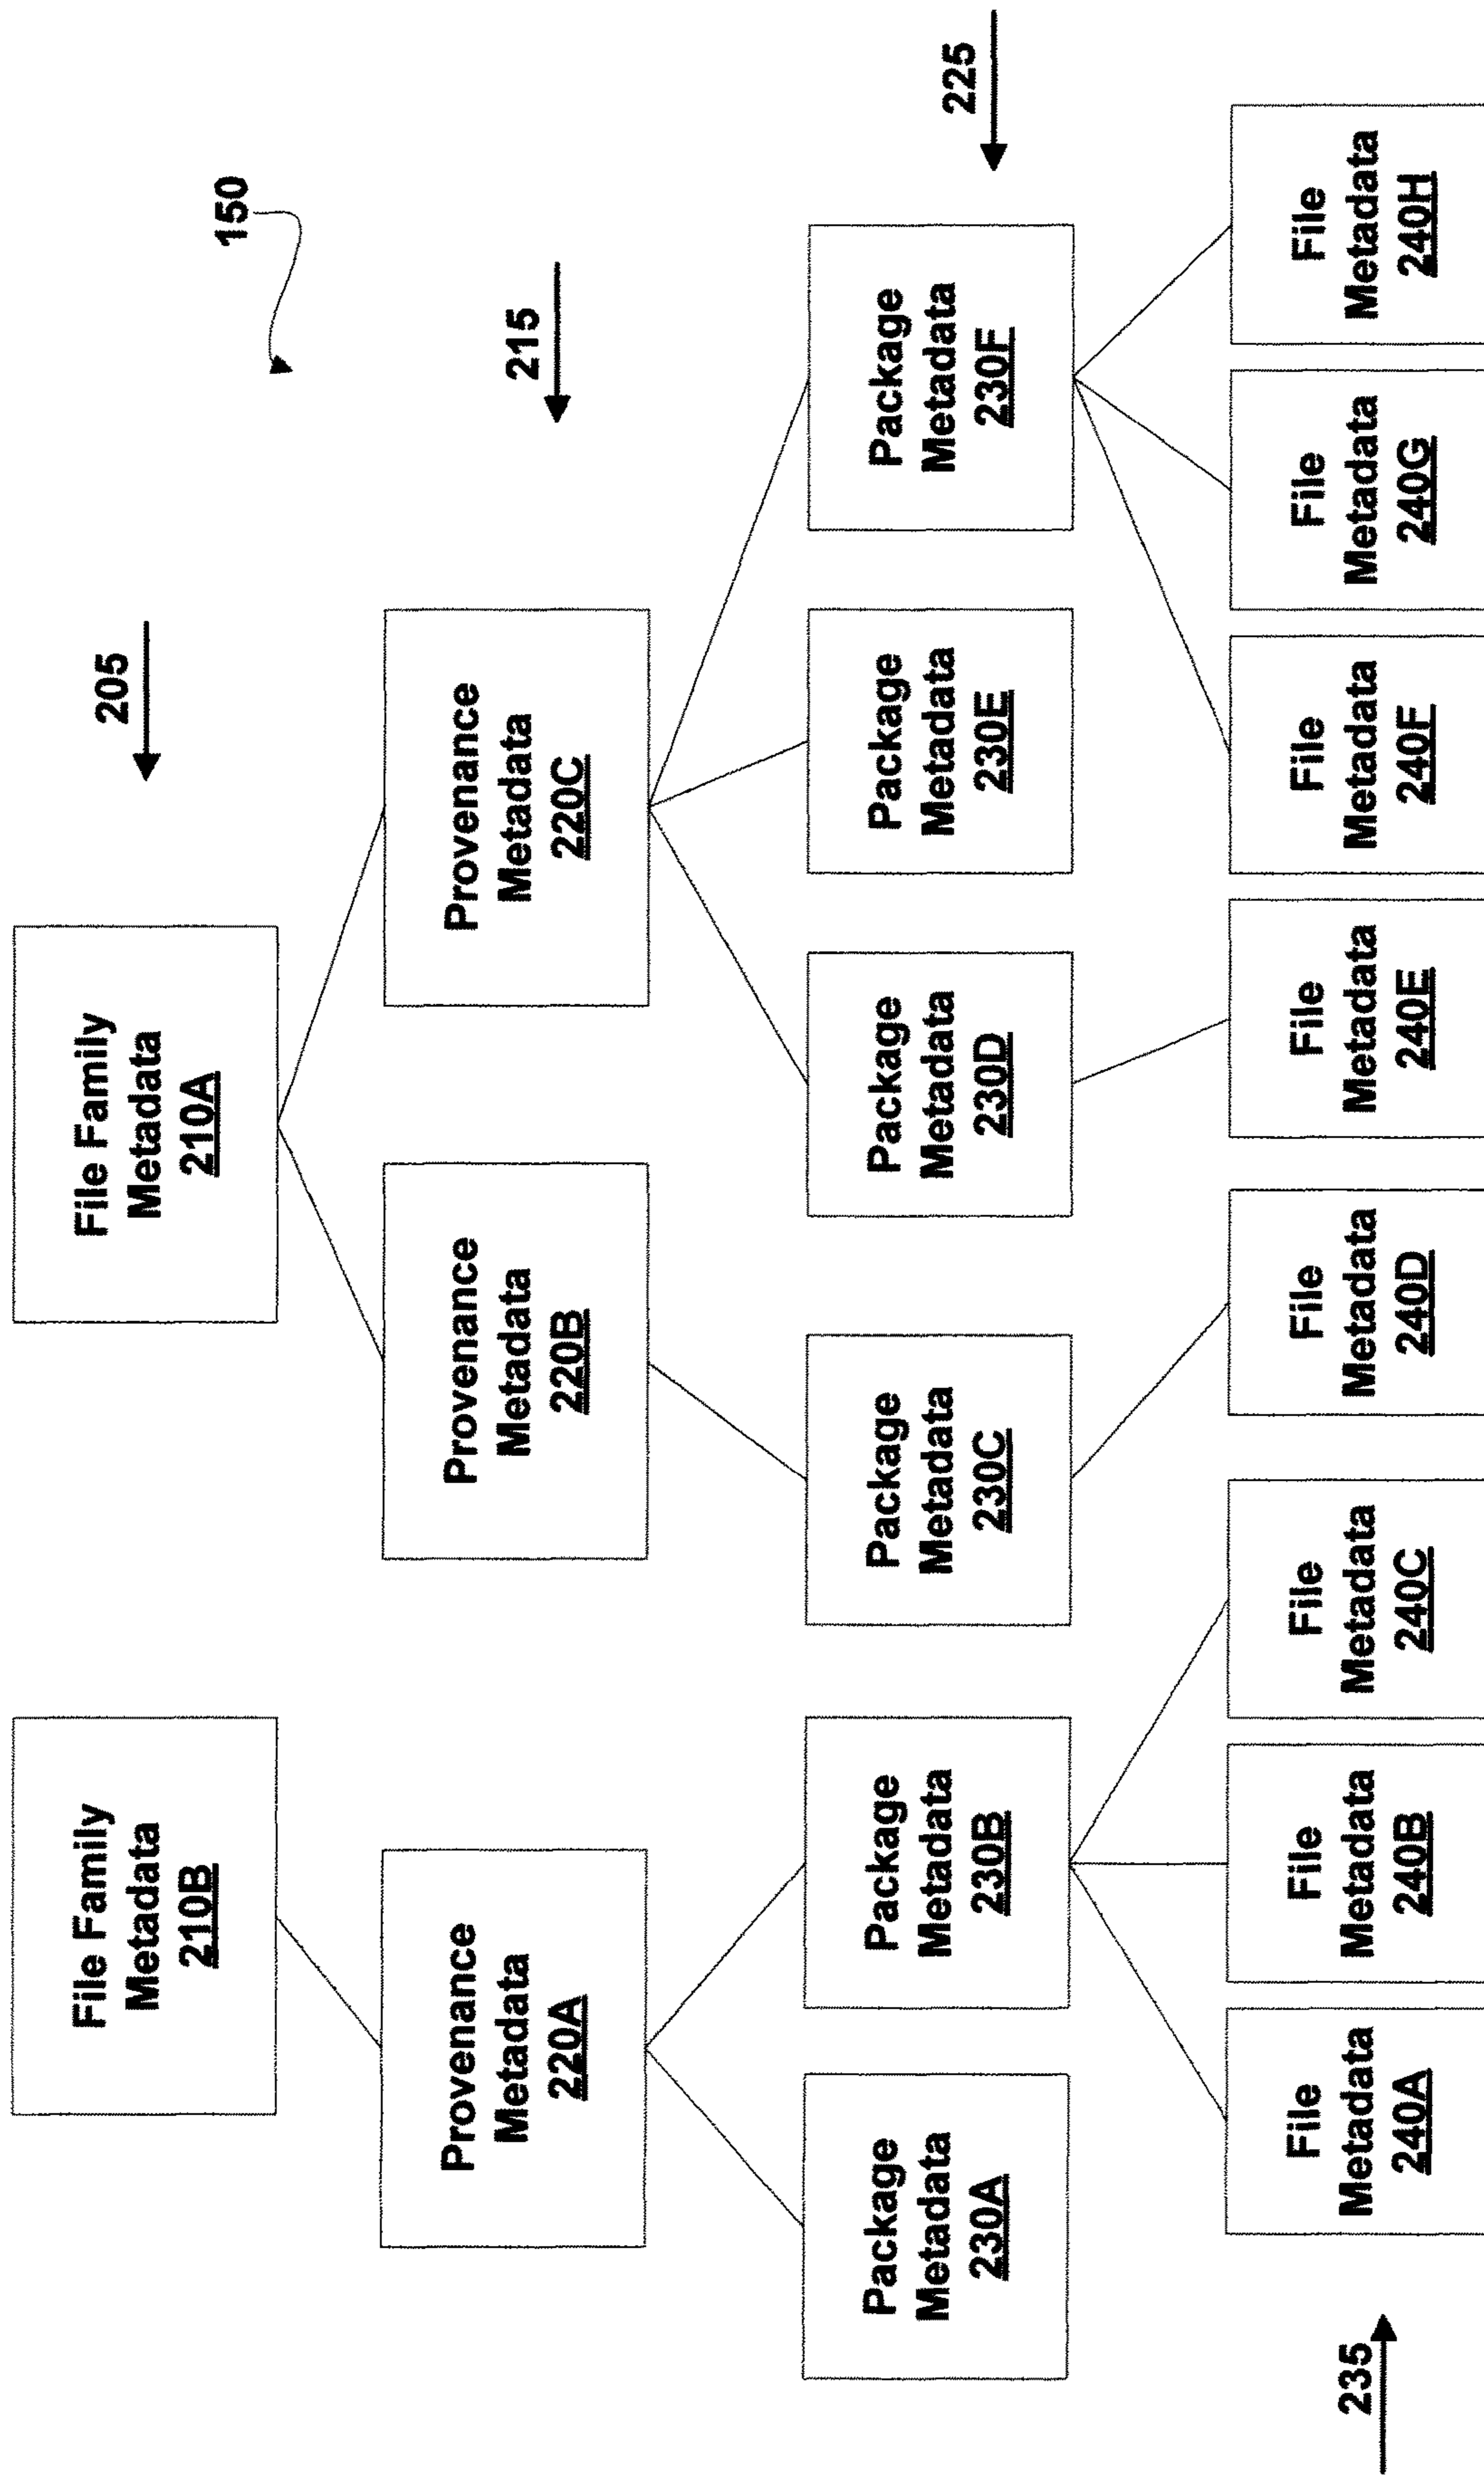 150
205
File Family
Metadata
210B
File Family
Metadata
210A
215
Provenance
Metadata
220A
Provenance
Metadata
220B
Provenance
Metadata
220C
225
Package
Metadata
230A
Package
Metadata
230B
Package
Metadata
230C
Package
Metadata
230D
Package
Metadata
230E
Package
Metadata
230F
235
File
Metadata
240A
File
Metadata
240B
File
Metadata
240C
File
Metadata
240D
File
Metadata
240E
File
Metadata
240F
File
Metadata
240G
File
Metadata
240H